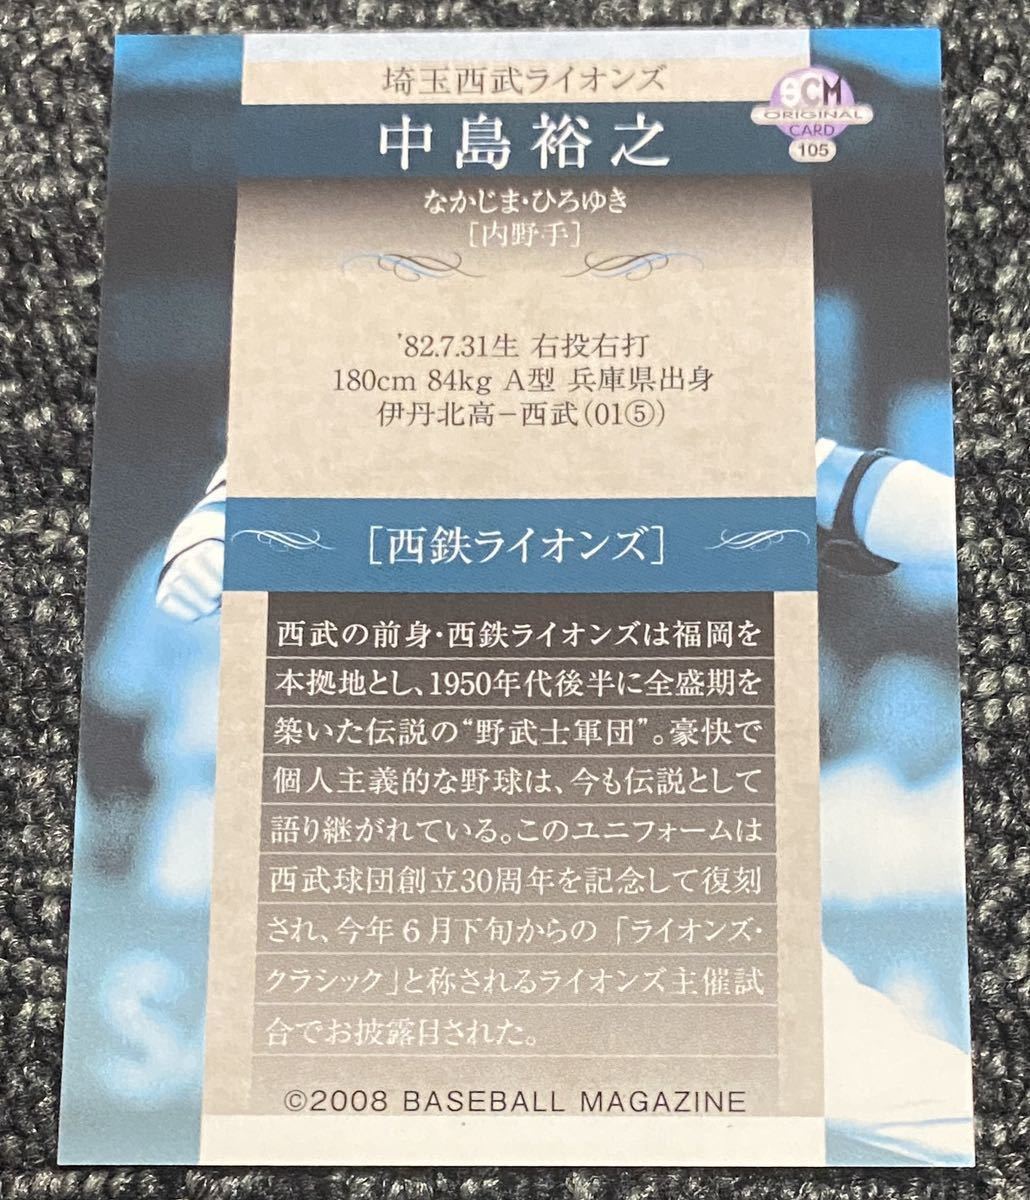 埼玉西武ライオンズ
SCM
ORIGINAL
CARD
105
中島裕之
なかじま・ひろゆき
[内野手]
'82.7.31生 右投右打
180cm 84kg A型 兵庫県出身
伊丹北高−西武(01⑤)
[西鉄ライオンズ]
西武の前身・西鉄ライオンズは福岡を
本拠地とし、1950年代後半に全盛期を
築いた伝説の“野武士軍団”。豪快で
個人主義的な野球は、今も伝説として
語り継がれている。このユニフォームは
西武球団創立30周年を記念して復刻
され、今年6月下旬からの「ライオンズ・
クラシック」と称されるライオンズ主催試
合でお披露目された。
©2008 BASEBALL MAGAZINE